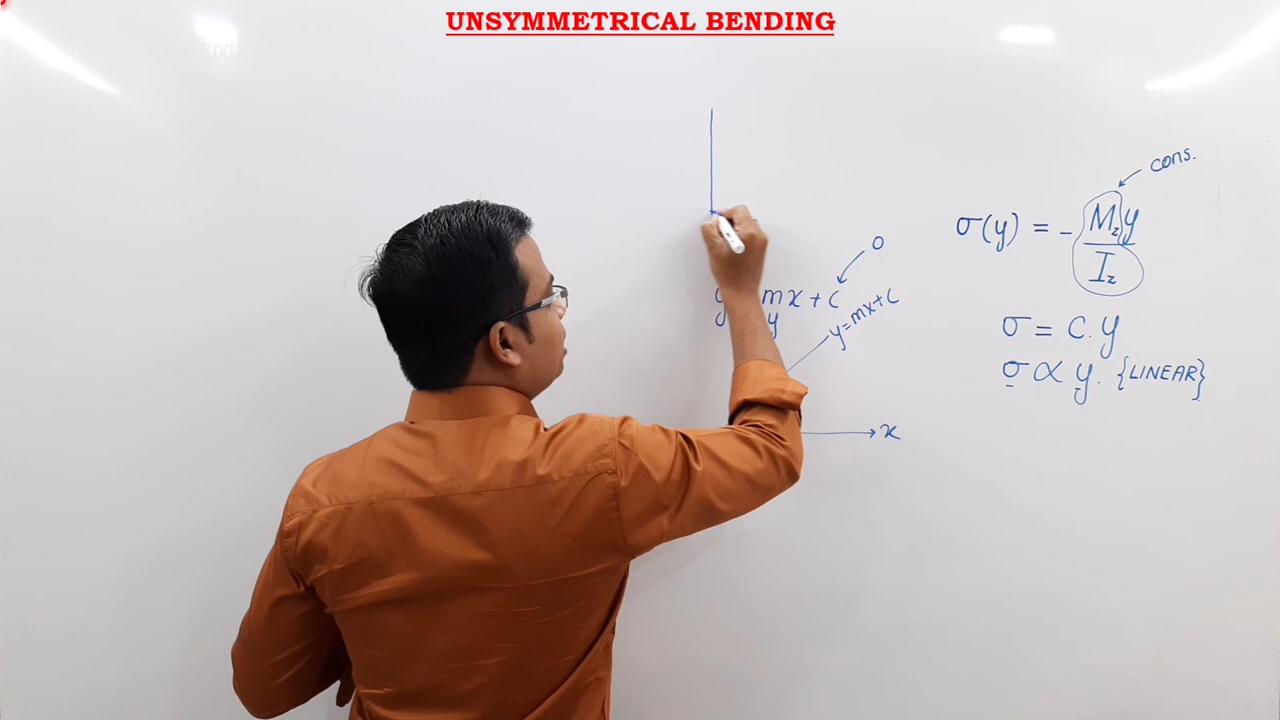 UNSYMMETRICAL BENDING
cons.
σ(y) = - M_z y / I_z
0
mx + C
y
y=mx+C
σ = C.y
σ ∝ y. {LINEAR}
x